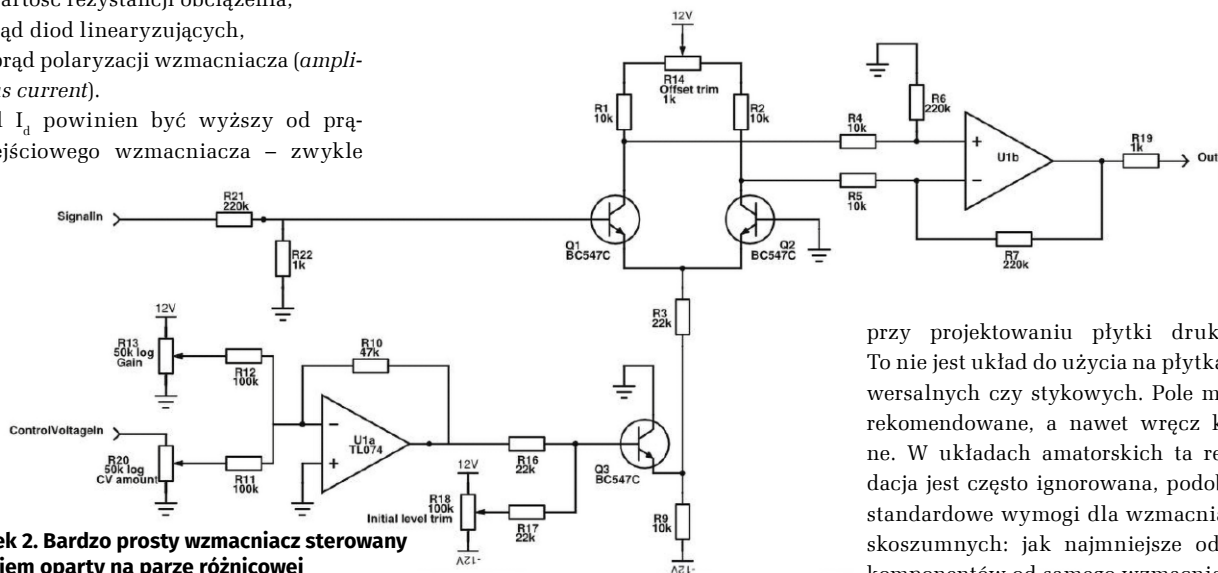 artość rezystancji obciążenia,
ąd diod linearyzujących,
prąd polaryzacji wzmacniacza (ampli-
s current).
I_d powinien być wyższy od prą-
ejściowego wzmacniacza – zwykle
12V
R14
Offset trim
1k
R1
10k
R2
10k
R6
220k
R4
10k
R5
10k
+
−
U1b
R19
1k
Out
R7
220k
SignalIn
R21
220k
R22
1k
Q1
BC547C
Q2
BC547C
R3
22k
12V
R13
50k log
Gain
R12
100k
R10
47k
ControlVoltageIn
R20
50k log
CV amount
R11
100k
−
+
U1a
TL074
R16
22k
12V
R18
100k
Initial level trim
R17
22k
-12V
Q3
BC547C
R9
10k
-12V
ek 2. Bardzo prosty wzmacniacz sterowany
iem oparty na parze różnicowej
przy projektowaniu płytki druk
To nie jest układ do użycia na płytka
wersalnych czy stykowych. Pole m
rekomendowane, a nawet wręcz k
ne. W układach amatorskich ta re
dacja jest często ignorowana, podob
standardowe wymogi dla wzmacnia
skoszumnych: jak najmniejsze od
komponentów od samego wzmacnia